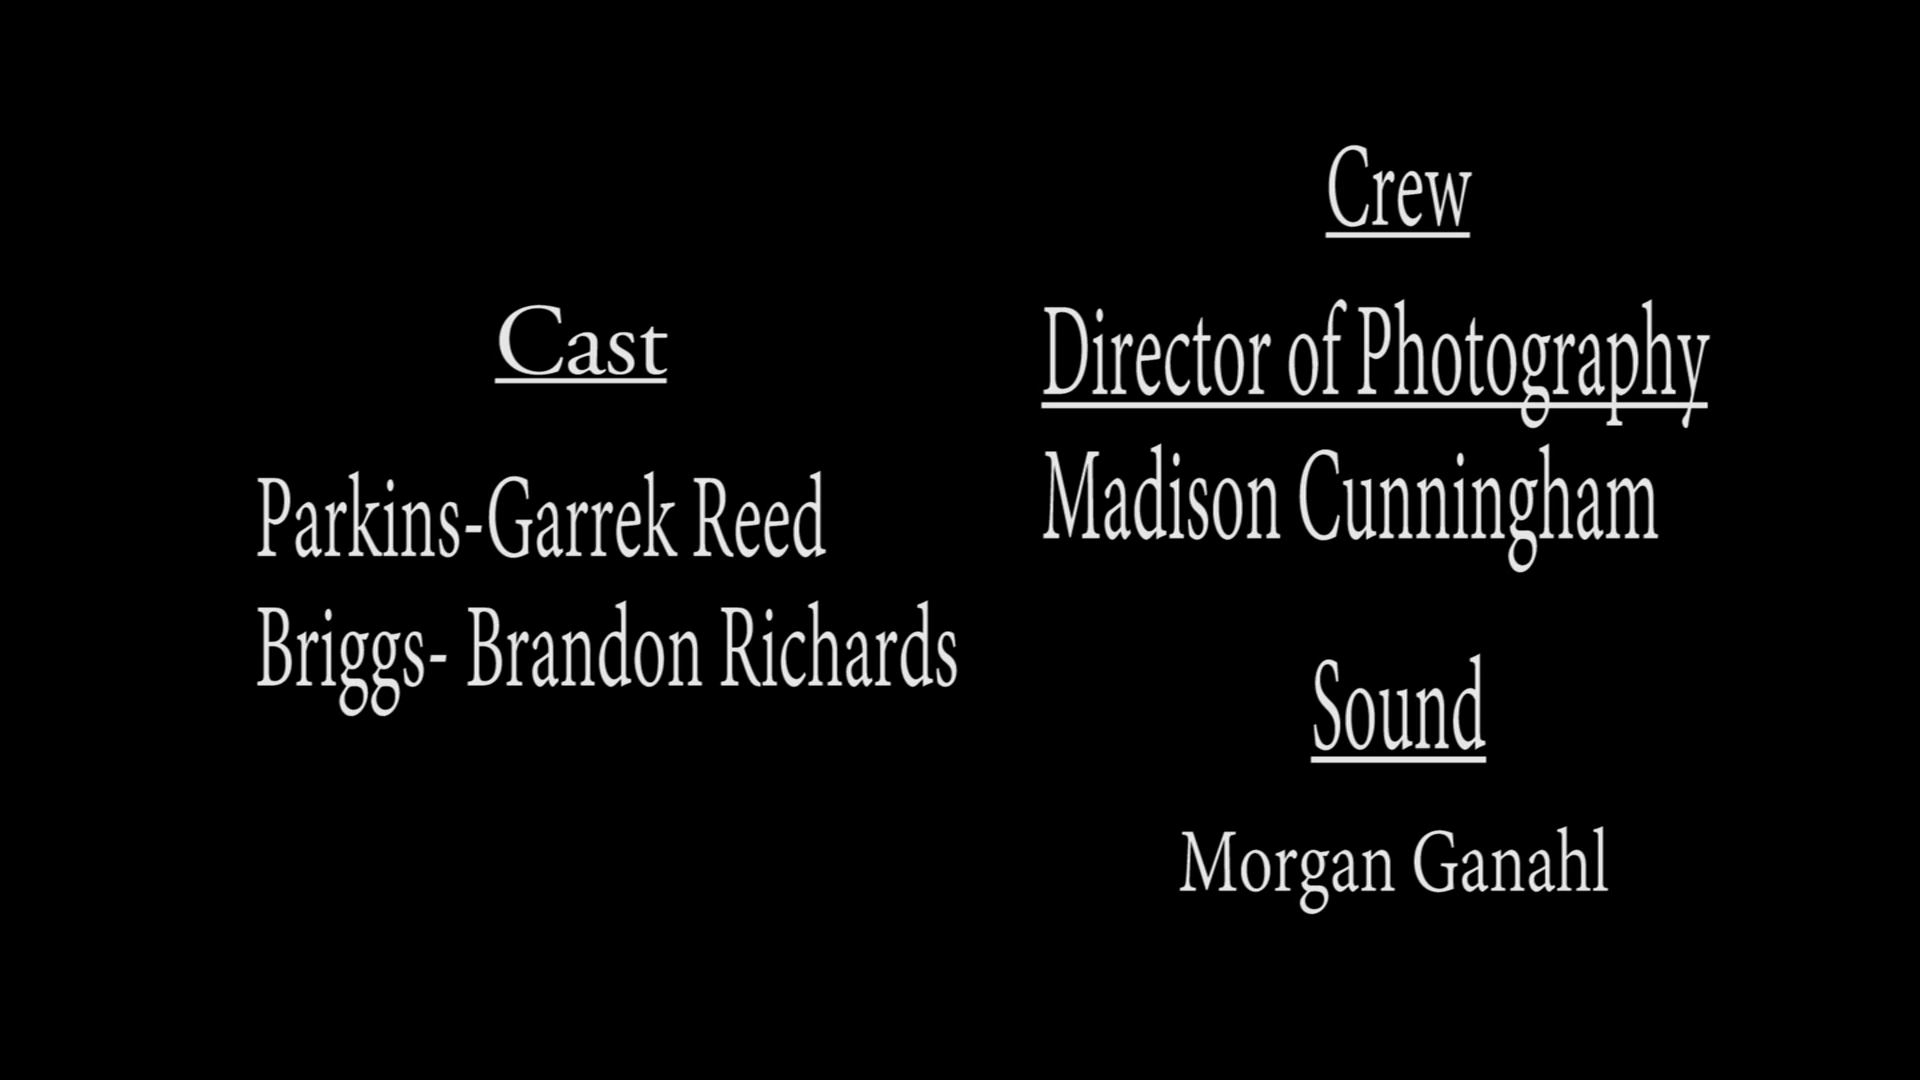 Cast
Parkins-Garrek Reed
Briggs- Brandon Richards
Crew
Director of Photography
Madison Cunningham
Sound
Morgan Ganahl